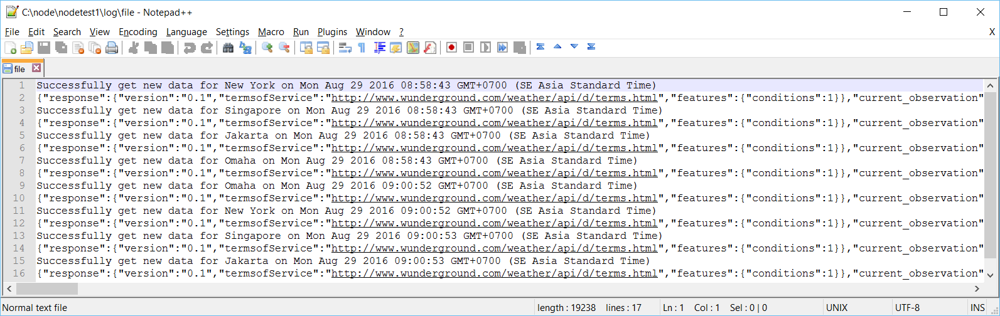 C:\node\nodetest1\log\file - Notepad++
File Edit Search View Encoding Language Settings Macro Run Plugins Window ? X
file
1 Successfully get new data for New York on Mon Aug 29 2016 08:58:43 GMT+0700 (SE Asia Standard Time)
2 {"response":{"version":"0.1","termsofService":"http://www.wunderground.com/weather/api/d/terms.html","features":{"conditions":1}},"current_observation"
3 Successfully get new data for Singapore on Mon Aug 29 2016 08:58:43 GMT+0700 (SE Asia Standard Time)
4 {"response":{"version":"0.1","termsofService":"http://www.wunderground.com/weather/api/d/terms.html","features":{"conditions":1}},"current_observation"
5 Successfully get new data for Jakarta on Mon Aug 29 2016 08:58:43 GMT+0700 (SE Asia Standard Time)
6 {"response":{"version":"0.1","termsofService":"http://www.wunderground.com/weather/api/d/terms.html","features":{"conditions":1}},"current_observation"
7 Successfully get new data for Omaha on Mon Aug 29 2016 08:58:43 GMT+0700 (SE Asia Standard Time)
8 {"response":{"version":"0.1","termsofService":"http://www.wunderground.com/weather/api/d/terms.html","features":{"conditions":1}},"current_observation"
9 Successfully get new data for Omaha on Mon Aug 29 2016 09:00:52 GMT+0700 (SE Asia Standard Time)
10 {"response":{"version":"0.1","termsofService":"http://www.wunderground.com/weather/api/d/terms.html","features":{"conditions":1}},"current_observation"
11 Successfully get new data for New York on Mon Aug 29 2016 09:00:52 GMT+0700 (SE Asia Standard Time)
12 {"response":{"version":"0.1","termsofService":"http://www.wunderground.com/weather/api/d/terms.html","features":{"conditions":1}},"current_observation"
13 Successfully get new data for Singapore on Mon Aug 29 2016 09:00:53 GMT+0700 (SE Asia Standard Time)
14 {"response":{"version":"0.1","termsofService":"http://www.wunderground.com/weather/api/d/terms.html","features":{"conditions":1}},"current_observation"
15 Successfully get new data for Jakarta on Mon Aug 29 2016 09:00:53 GMT+0700 (SE Asia Standard Time)
16 {"response":{"version":"0.1","termsofService":"http://www.wunderground.com/weather/api/d/terms.html","features":{"conditions":1}},"current_observation"
Normal text file length : 19238 lines : 17 Ln : 1 Col : 1 Sel : 0 | 0 UNIX UTF-8 INS